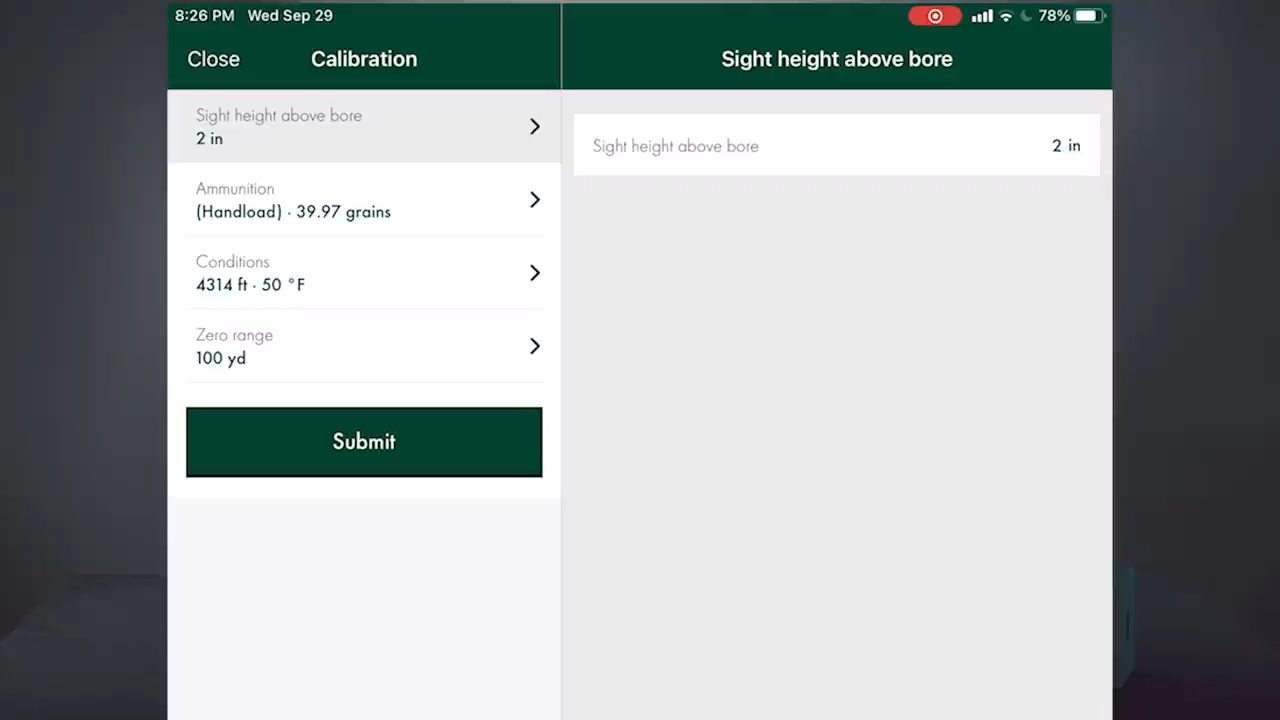 8:26 PM Wed Sep 29
78%
Close
Calibration
Sight height above bore
Sight height above bore
2 in
Ammunition
(Handload) · 39.97 grains
Conditions
4314 ft · 50 °F
Zero range
100 yd
Submit
Sight height above bore
2 in